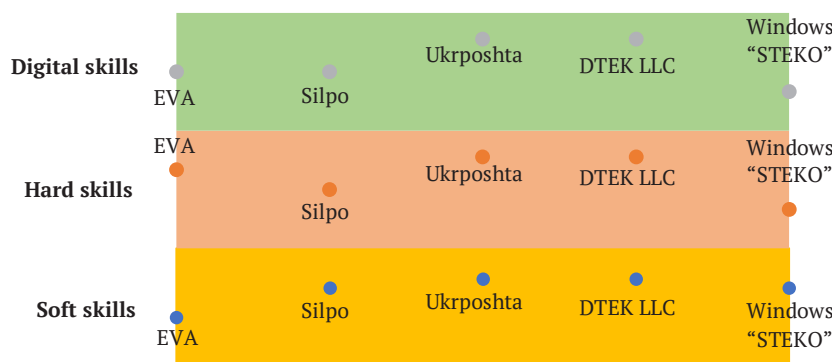 Windows
"STEKO"
Ukrposhta
DTEK LLC
Digital skills
EVA
Silpo
EVA
Windows
"STEKO"
Ukrposhta
DTEK LLC
Hard skills
Silpo
Soft skills
EVA
Silpo
Ukrposhta
DTEK LLC
Windows
“STEKO”